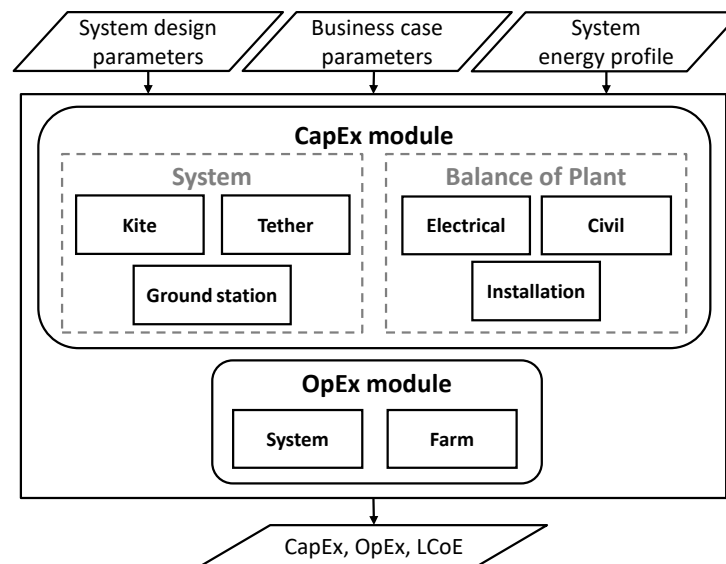 System design
parameters
Business case
parameters
System
energy profile
CapEx module
System
Balance of Plant
Kite
Tether
Electrical
Civil
Ground station
Installation
OpEx module
System
Farm
CapEx, OpEx, LCoE